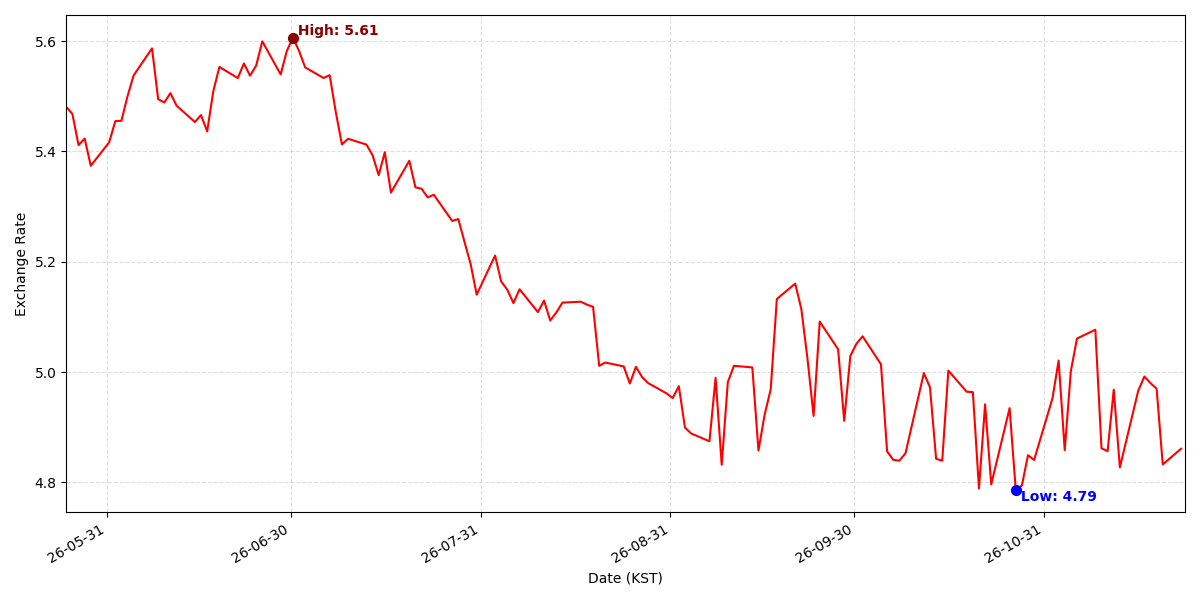 High: 5.61
5.6
5.4
5.2
5.0
4.8
Exchange Rate
Low: 4.79
26-05-31
26-06-30
26-07-31
26-08-31
26-09-30
26-10-31
Date (KST)